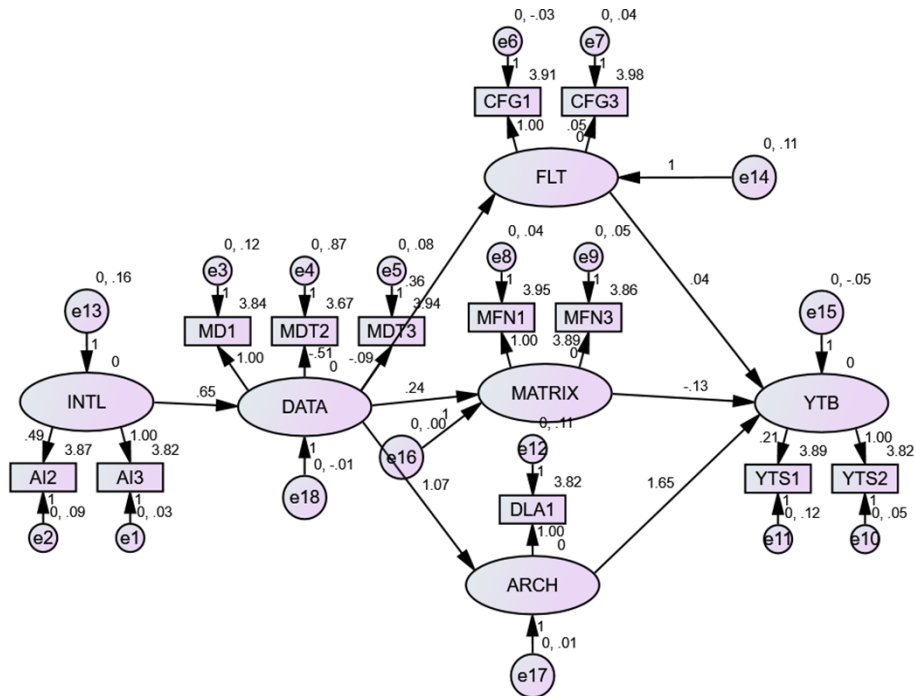 0, -.03
0, .04
e6
e7
1
1
3.91
3.98
CFG1
CFG3
1.00
.05
0
0, .11
FLT
1
e14
0, .12
0, .87
0, .08
0, .04
0, .05
e3
e4
e5
e8
e9
.36
1
1
1
1
1
3.84
3.67
3.94
3.95
3.86
MD1
MDT2
MDT3
MFN1
MFN3
1.00
-.51
0
-.09
1.00
3.89
0
.04
0, .16
e13
1
0
0, -.05
e15
1
0
INTL
.65
DATA
.24
MATRIX
-.13
YTB
.49
3.87
1.00
3.82
AI2
AI3
1
0, .09
1
0, .03
e2
e1
1
0, -.01
e18
0, .00
1
e16
1.07
0, .11
e12
1
3.82
DLA1
1.00
0
1.65
.21
3.89
1.00
3.82
YTS1
YTS2
1
0, .12
1
0, .05
e11
e10
ARCH
1
0, .01
e17